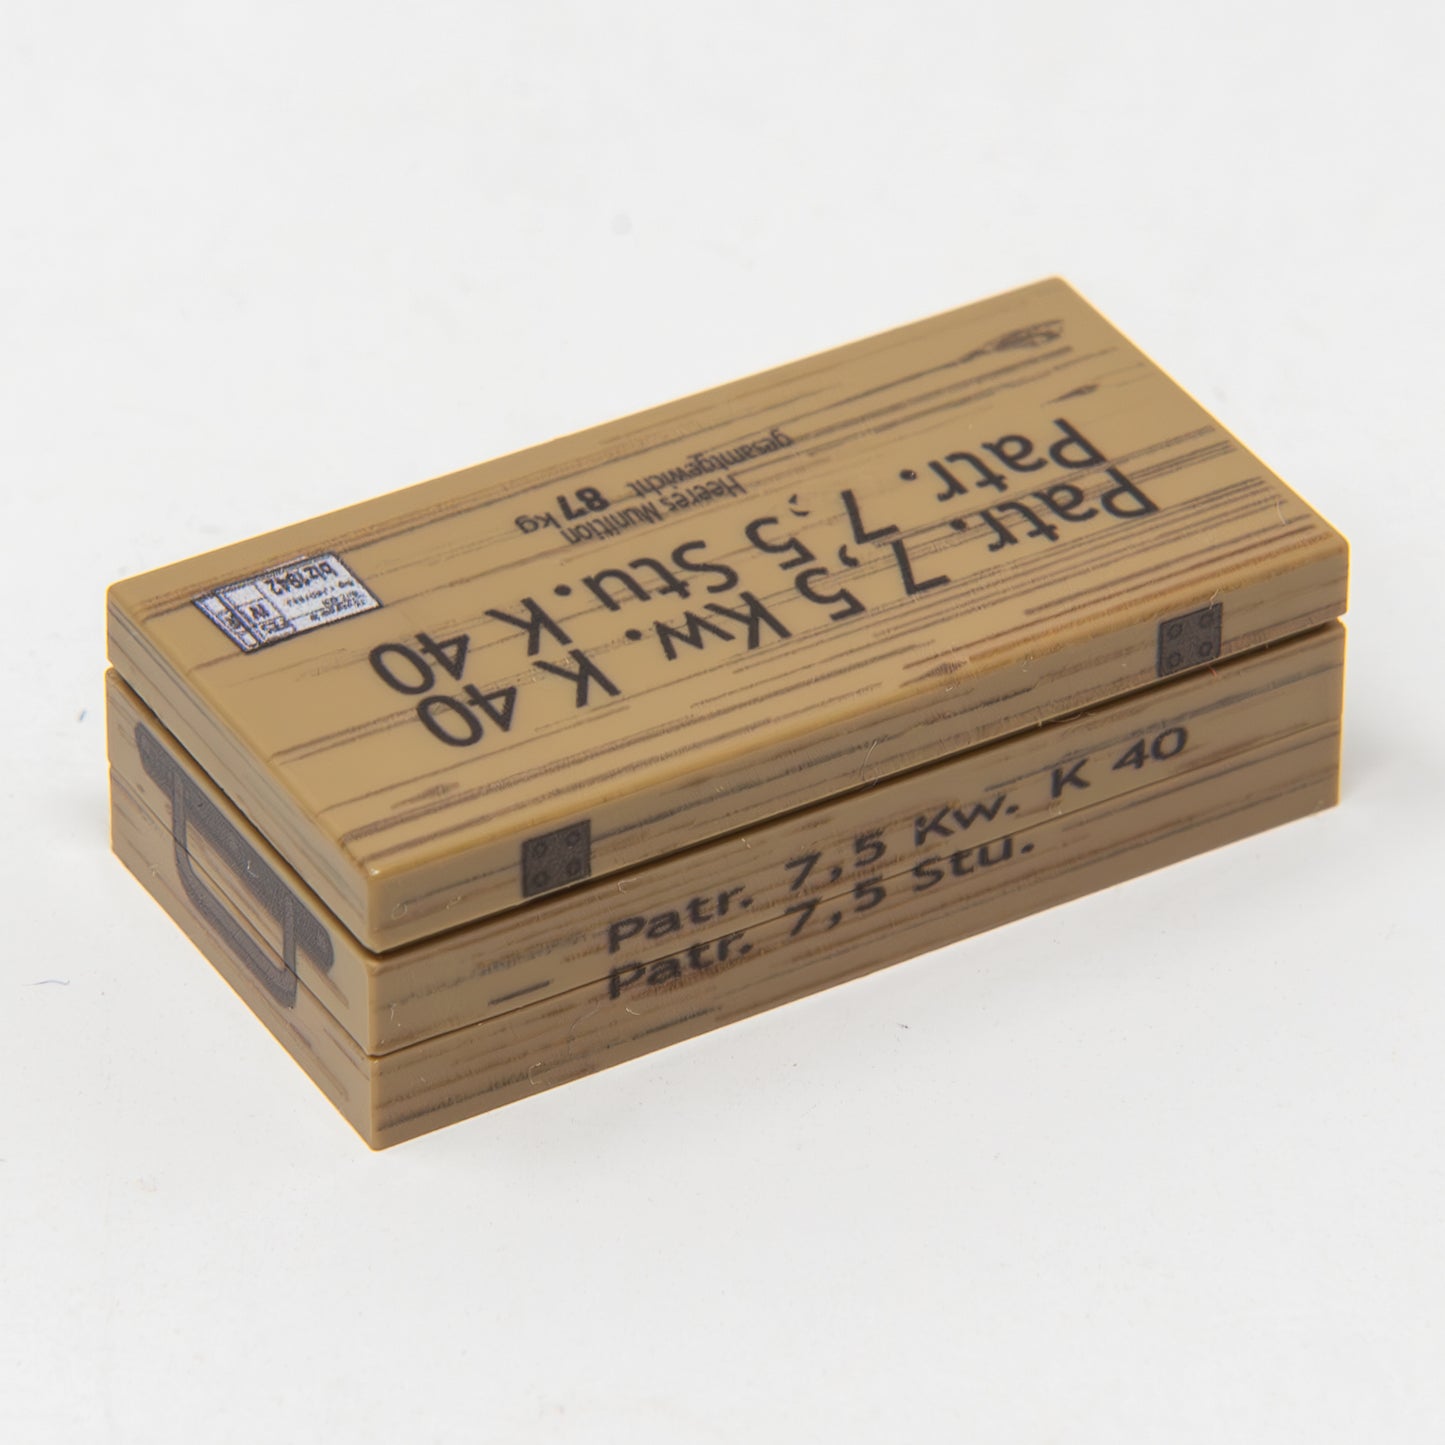 Patr. 7,5 Kw. K 40
Patr. 7,5 Stu.K 40
Heeres Munition
gesamtgewicht 87 kg
Patr. 7,5 Kw. K 40
Patr. 7,5 Stu.